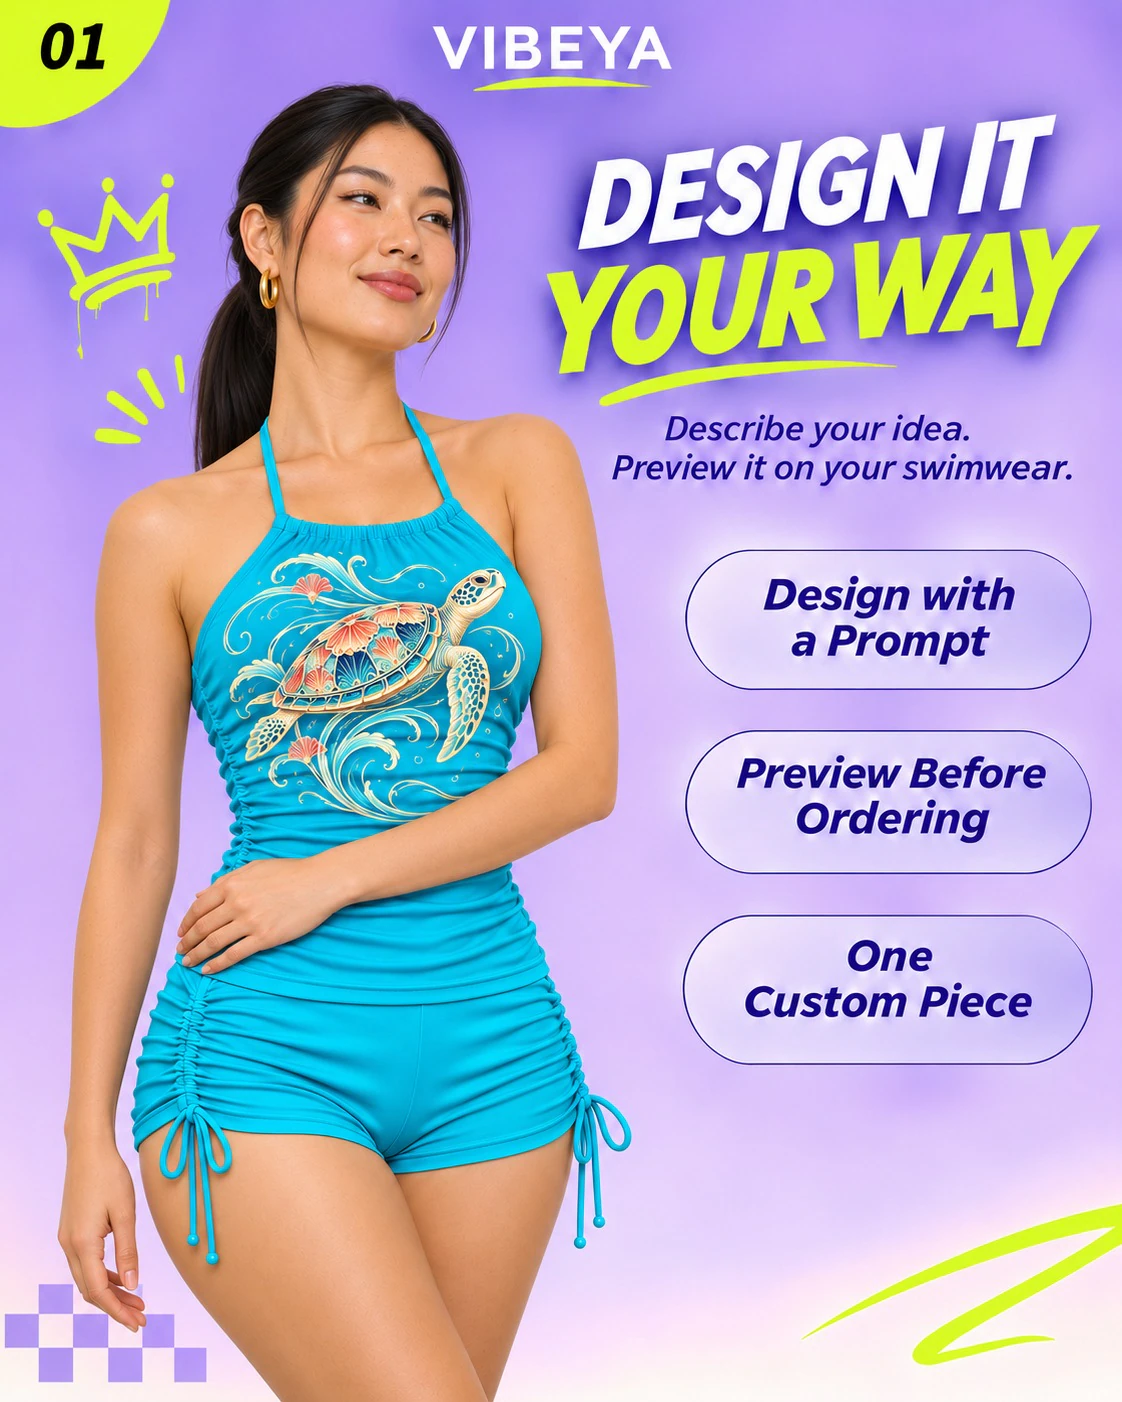 01
VIBEYA
DESIGN IT
YOUR WAY
Describe your idea.
Preview it on your swimwear.
Design with
a Prompt
Preview Before
Ordering
One
Custom Piece